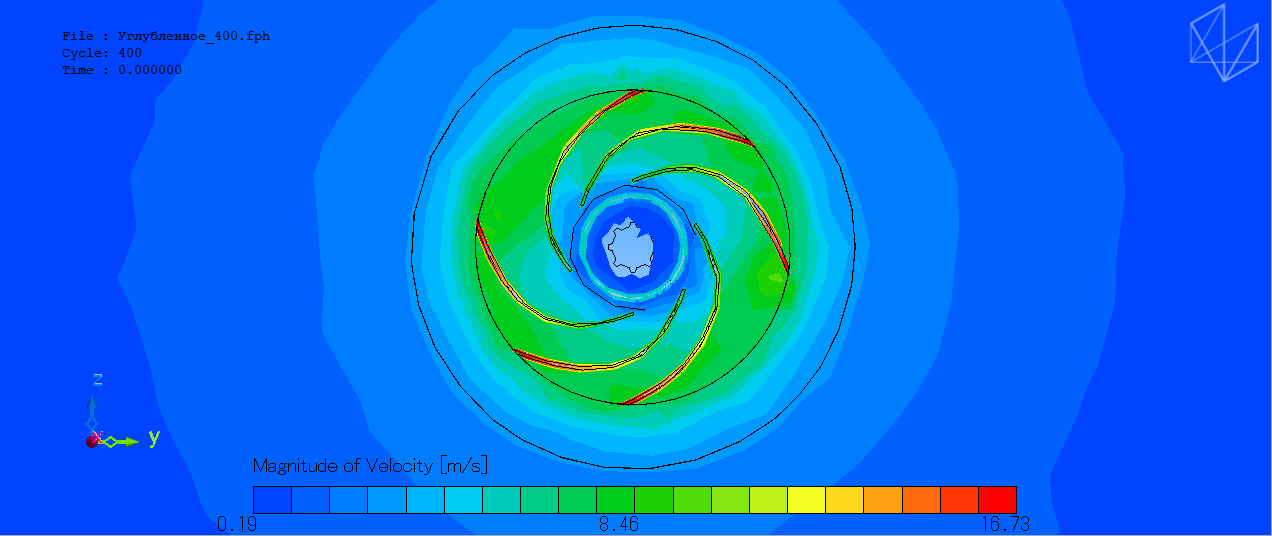 File : Углубленное_400.fph
Cycle: 400
Time : 0.000000
z
x
y
Magnitude of Velocity [m/s]
0.19 8.46 16.73